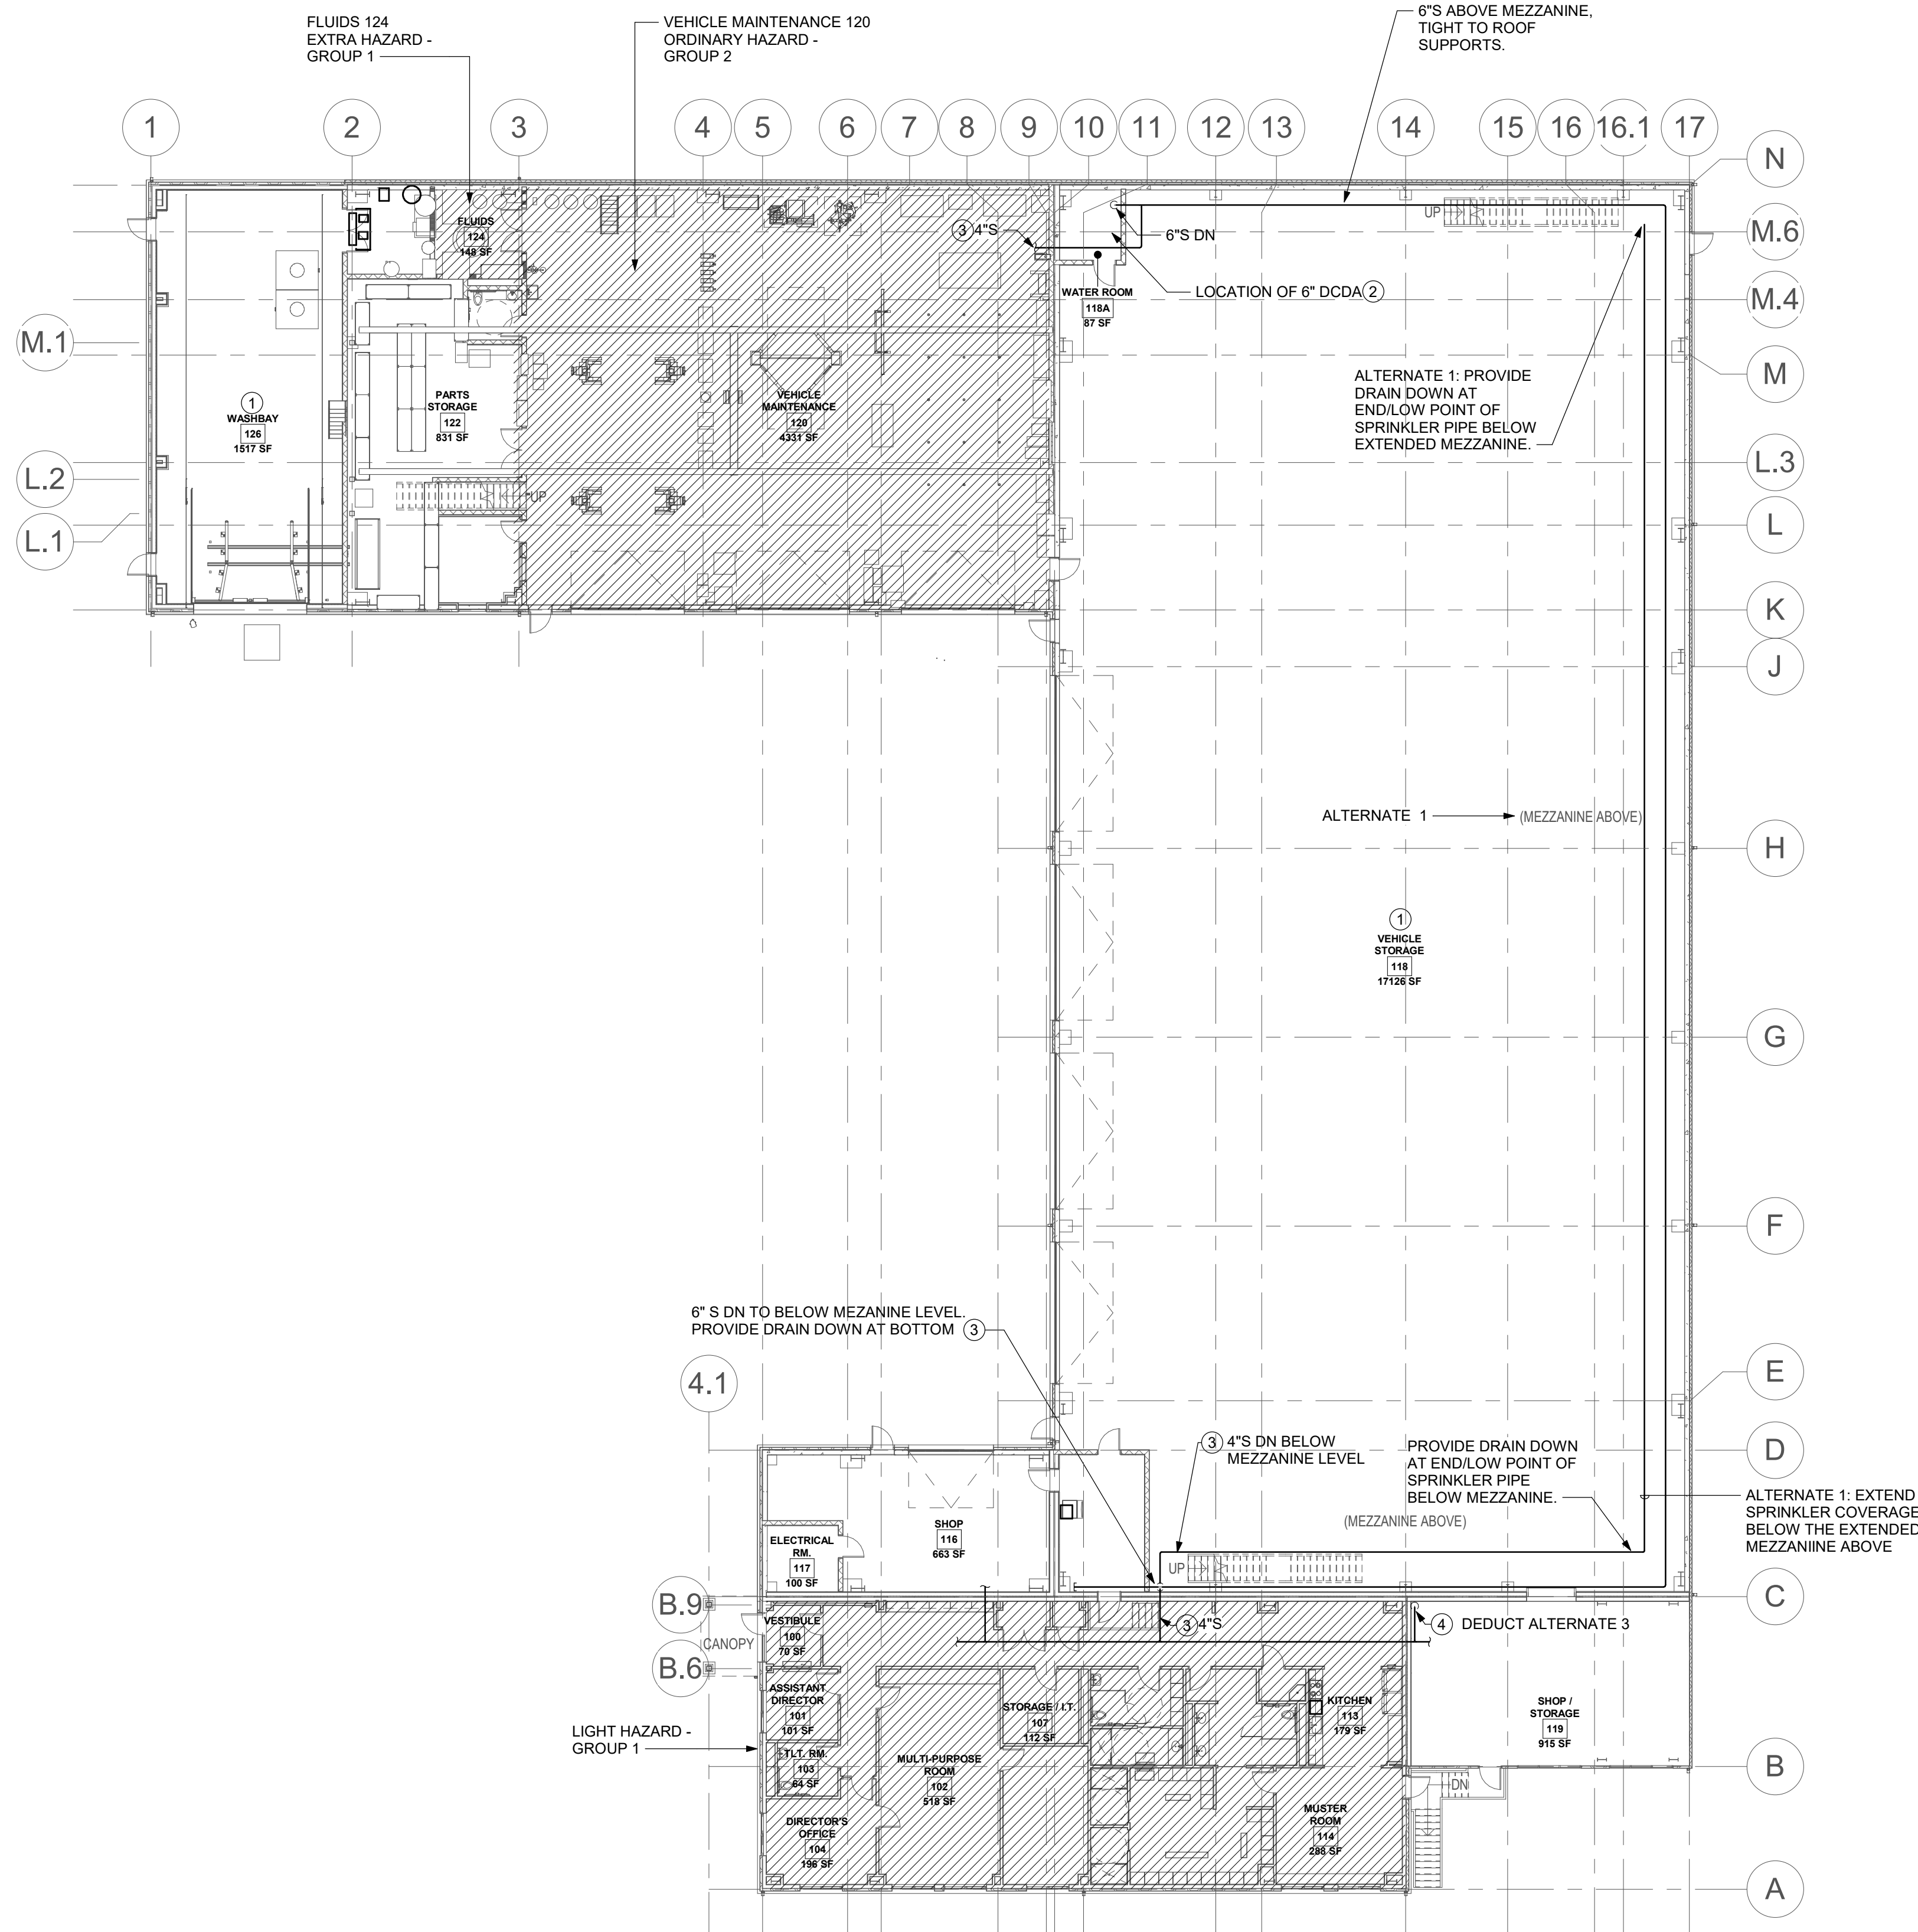 FLUIDS 124
EXTRA HAZARD -
GROUP 1
VEHICLE MAINTENANCE 120
ORDINARY HAZARD -
GROUP 2
6"S ABOVE MEZZANINE,
TIGHT TO ROOF
SUPPORTS.
1
2
3
4
5
6
7
8
9
10
11
12
13
14
15
16
16.1
17
N
M.6
M.4
M
L.3
L
K
J
H
G
F
E
D
C
B
A
M.1
L.2
L.1
4.1
B.9
B.6
FLUIDS
124
148 SF
3 4"S
6"S DN
UP
LOCATION OF 6" DCDA 2
WATER ROOM
118A
87 SF
ALTERNATE 1: PROVIDE
DRAIN DOWN AT
END/LOW POINT OF
SPRINKLER PIPE BELOW
EXTENDED MEZZANINE.
1
WASHBAY
126
1517 SF
PARTS
STORAGE
122
831 SF
VEHICLE
MAINTENANCE
120
4331 SF
UP
ALTERNATE 1
(MEZZANINE ABOVE)
1
VEHICLE
STORAGE
118
17126 SF
6" S DN TO BELOW MEZANINE LEVEL.
PROVIDE DRAIN DOWN AT BOTTOM 3
3 4"S DN BELOW
MEZZANINE LEVEL
PROVIDE DRAIN DOWN
AT END/LOW POINT OF
SPRINKLER PIPE
BELOW MEZZANINE.
(MEZZANINE ABOVE)
ALTERNATE 1: EXTEND
SPRINKLER COVERAGE
BELOW THE EXTENDED
MEZZANIINE ABOVE
UP
SHOP
116
663 SF
ELECTRICAL
RM.
117
100 SF
VESTIBULE
100
70 SF
CANOPY
3 4"S
4 DEDUCT ALTERNATE 3
ASSISTANT
DIRECTOR
101
101 SF
STORAGE / I.T.
107
112 SF
KITCHEN
113
179 SF
SHOP /
STORAGE
119
915 SF
LIGHT HAZARD -
GROUP 1
TLT. RM.
103
64 SF
MULTI-PURPOSE
ROOM
102
518 SF
DN
DIRECTOR'S
OFFICE
104
196 SF
MUSTER
ROOM
114
288 SF